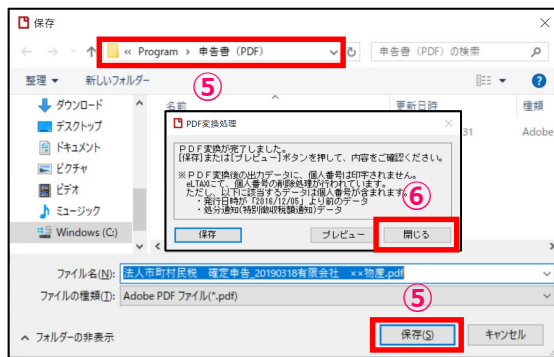 保存
« Program › 申告書（PDF）
申告書（PDF）の検索
⑤
整理
新しいフォルダー
名前
更新日時
種類
ダウンロード
デスクトップ
ドキュメント
ピクチャ
ビデオ
ミュージック
Windows (C:)
31
Adobe
PDF変換処理
ＰＤＦ変換が完了しました。
[保存]または[プレビュー]ボタンを押して、内容をご確認ください。
※ＰＤＦ変換後の出力データに、個人番号は印字されません。
eLTAXにて、個人番号の削除処理が行われています。
ただし、以下に該当するデータは個人番号が含まれます。
・発行日時が「2016/12/05」より前のデータ
・処分通知(特別徴収税額通知)データ
⑥
保存
プレビュー
閉じる
ファイル名(N):
法人市町村民税　確定申告_20190318有限会社　××物産.pdf
ファイルの種類(T):
Adobe PDF ファイル(*.pdf)
⑤
フォルダーの非表示
保存(S)
キャンセル